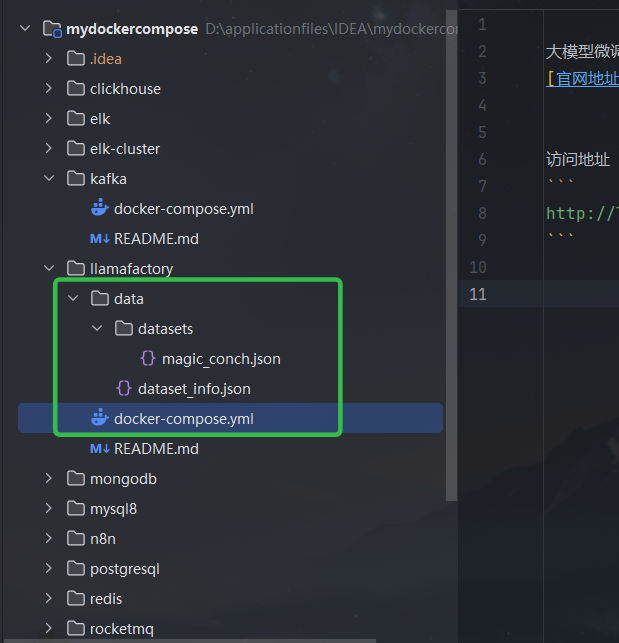 mydockercompose D:\applicationfiles\IDEA\mydockercor
.idea
clickhouse
elk
elk-cluster
kafka
docker-compose.yml
M↓ README.md
llamafactory
data
datasets
{} magic_conch.json
{} dataset_info.json
docker-compose.yml
M↓ README.md
mongodb
mysql8
n8n
postgresql
redis
rocketmq
1
2 大模型微调
3 [官网地址
4
5
6 访问地址
7 ```
8 http://
9 ```
10
11